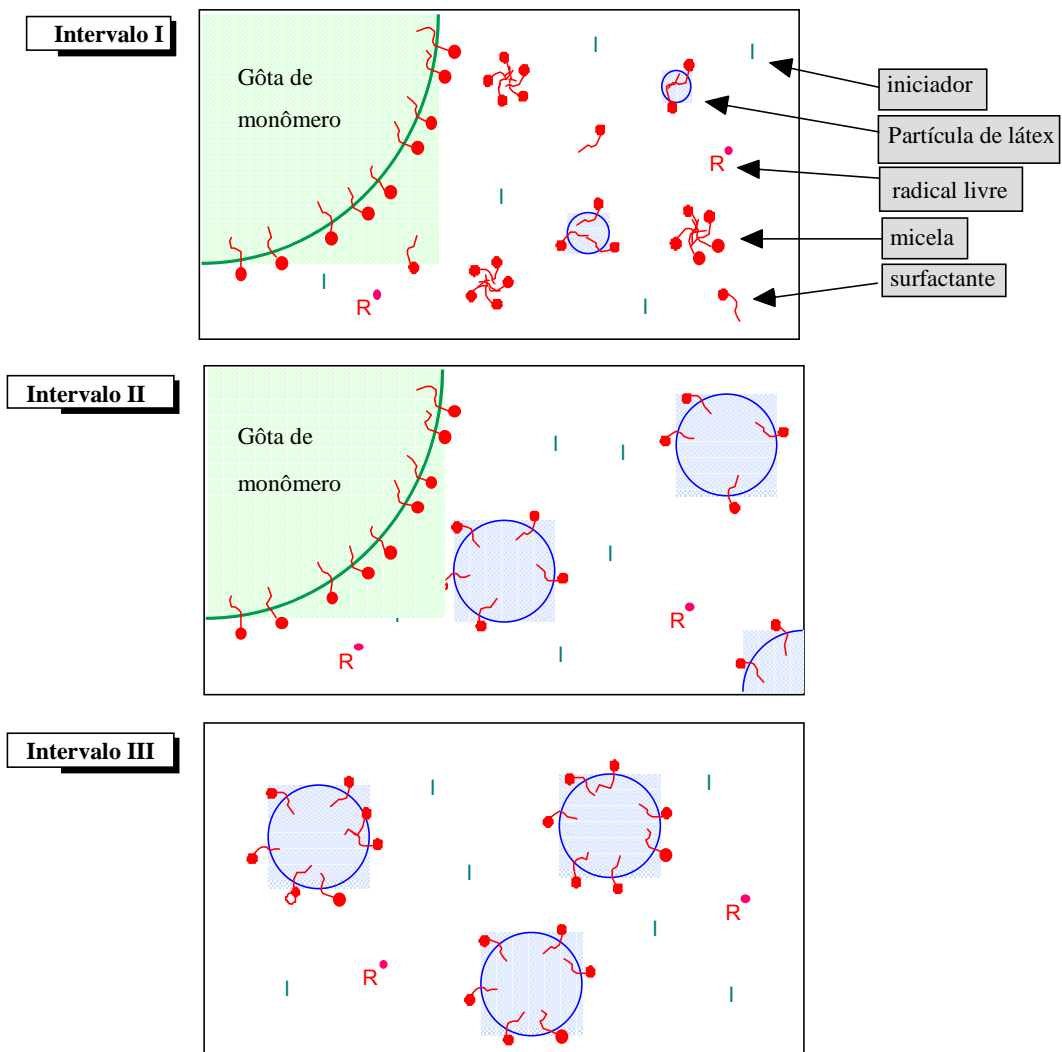 Intervalo I
Gôta de
monômero
I
I
I
I
I
R
R
iniciador
Partícula de látex
radical livre
micela
surfactante
Intervalo II
Gôta de
monômero
I
I
I
I
R
R
Intervalo III
I
I
I
I
I
I
R
R